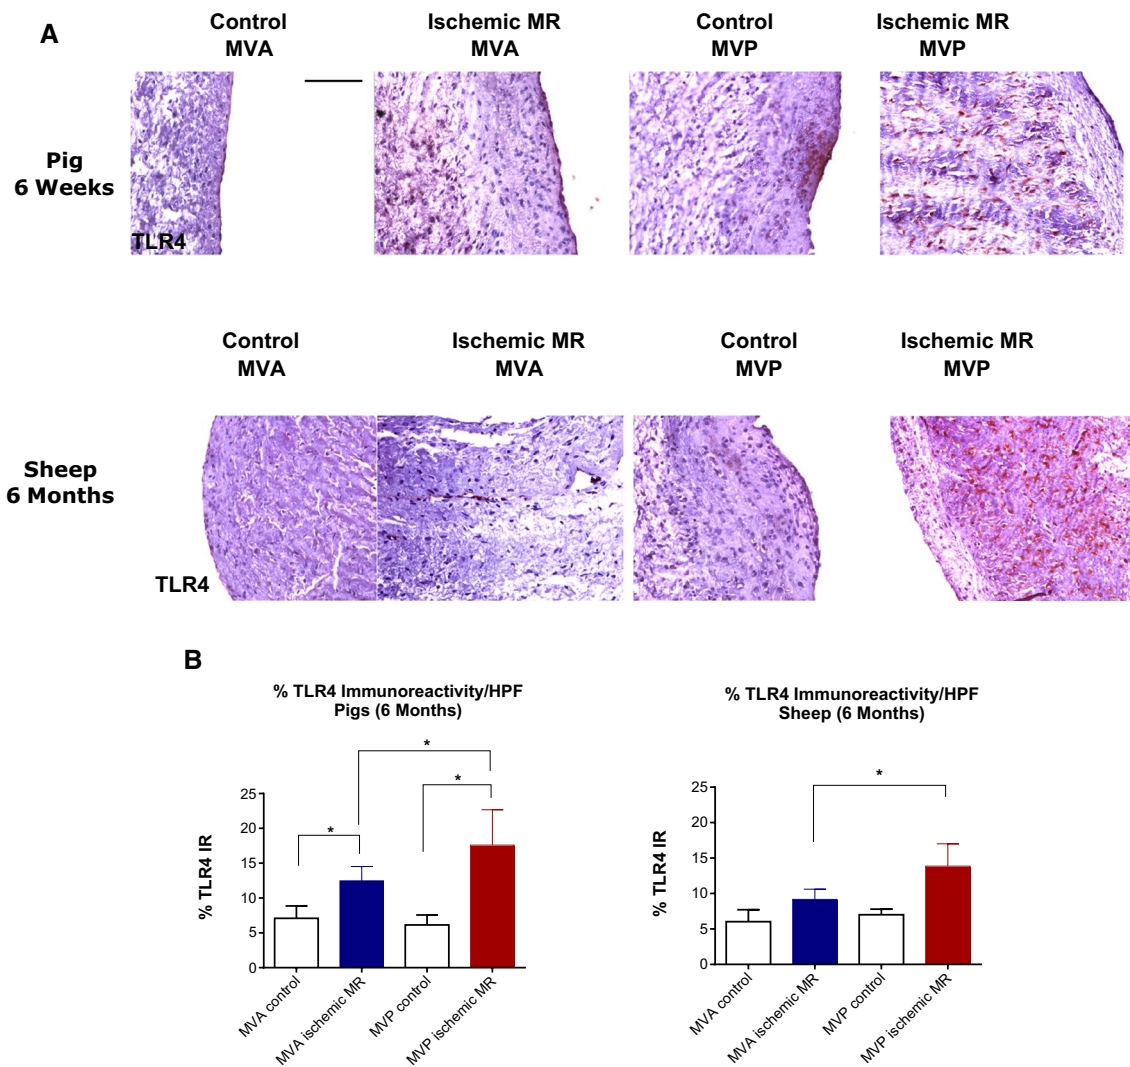 A
Control
MVA
Ischemic MR
MVA
Control
MVP
Ischemic MR
MVP
Pig
6 Weeks
TLR4
Control
MVA
Ischemic MR
MVA
Control
MVP
Ischemic MR
MVP
Sheep
6 Months
TLR4
B
% TLR4 Immunoreactivity/HPF
Pigs (6 Months)
*
*
*
% TLR4 IR
25
20
15
10
5
0
MVA control
MVA ischemic MR
MVP control
MVP ischemic MR
% TLR4 Immunoreactivity/HPF
Sheep (6 Months)
*
% TLR4 IR
25
20
15
10
5
0
MVA control
MVA ischemic MR
MVP control
MVP ischemic MR